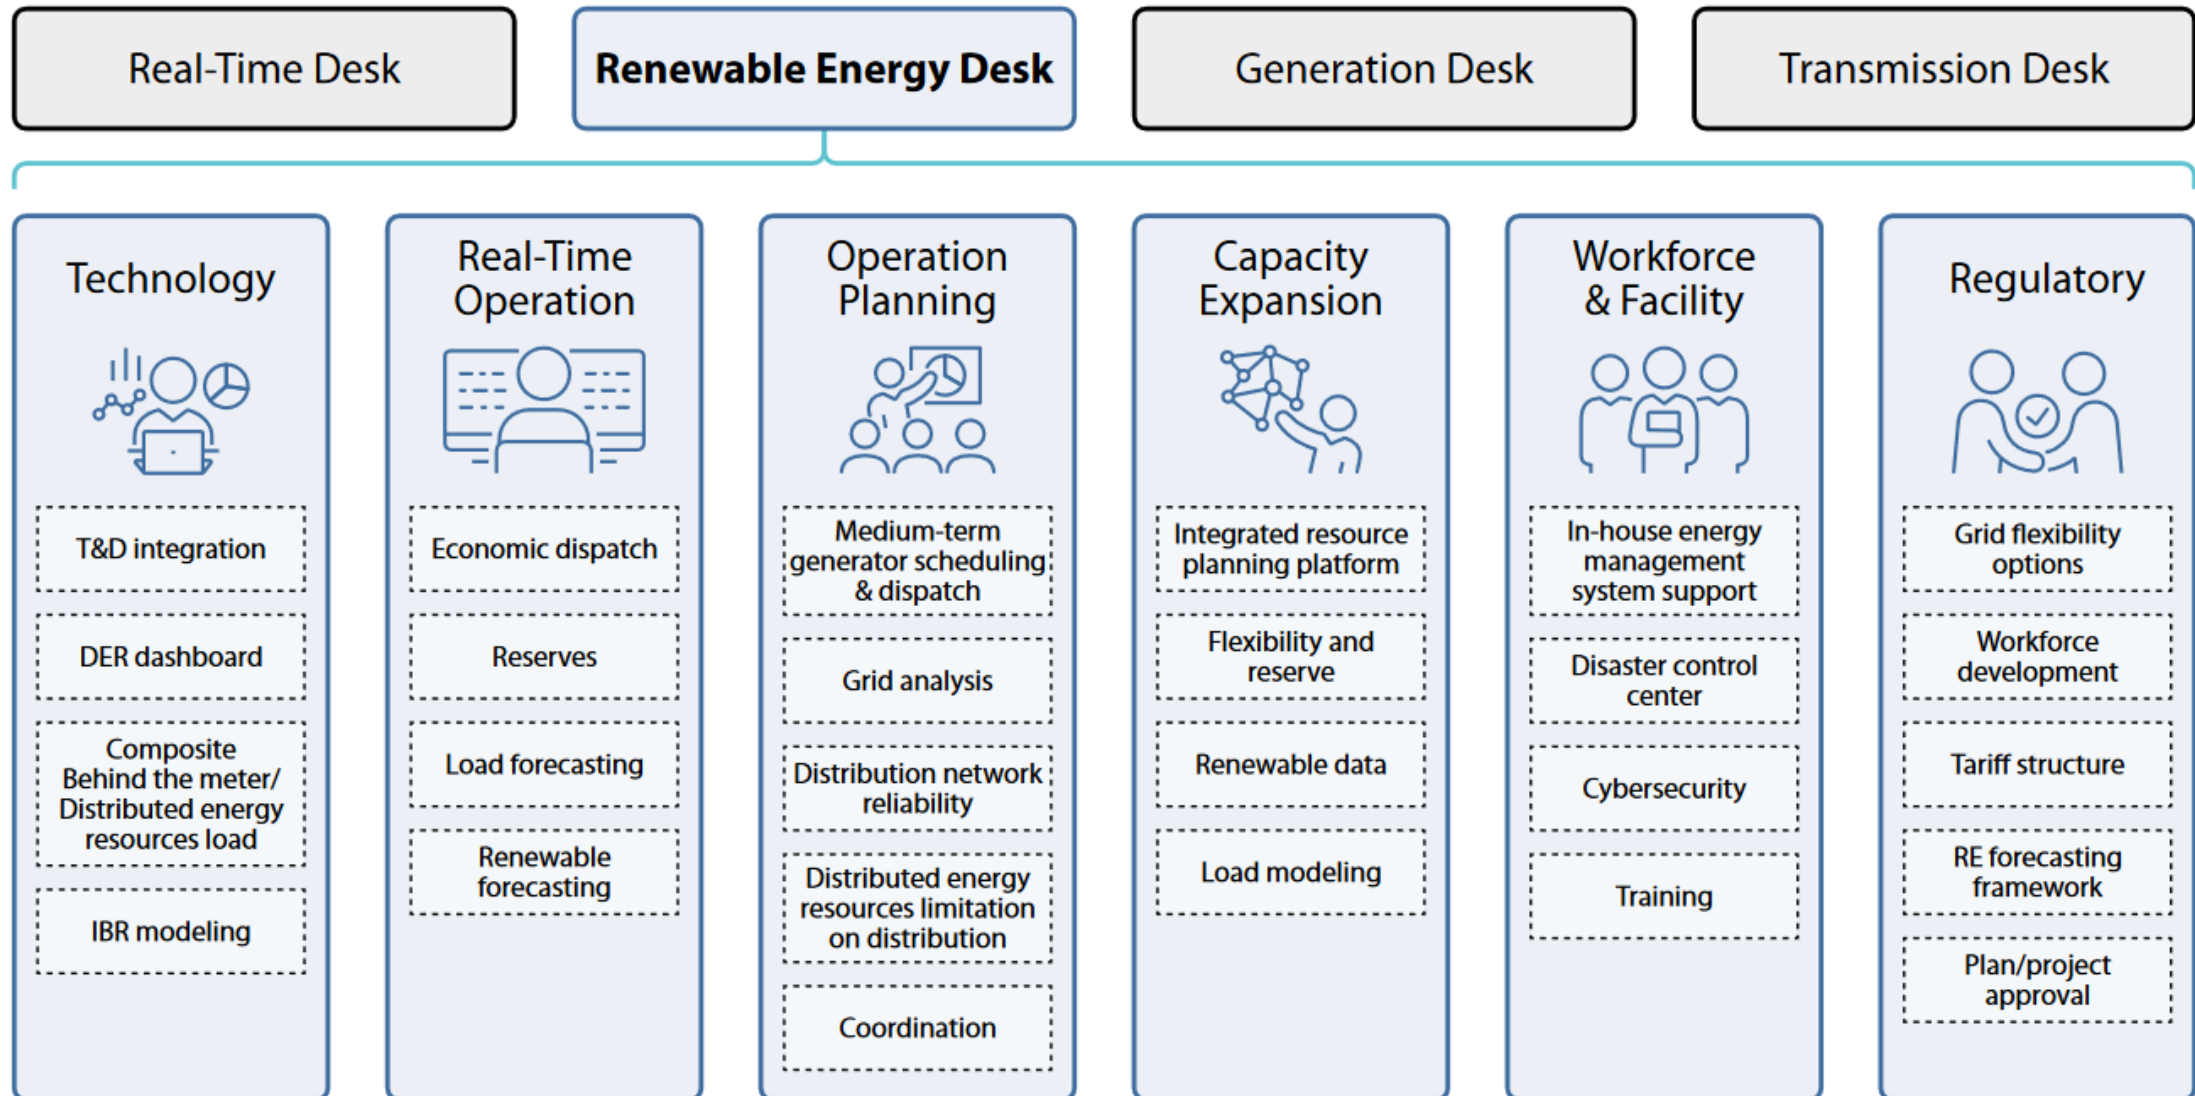 Real-Time Desk
Renewable Energy Desk
Generation Desk
Transmission Desk
Technology
T&D integration
DER dashboard
Composite
Behind the meter/
Distributed energy
resources load
IBR modeling
Real-Time
Operation
Economic dispatch
Reserves
Load forecasting
Renewable
forecasting
Operation
Planning
Medium-term
generator scheduling
& dispatch
Grid analysis
Distribution network
reliability
Distributed energy
resources limitation
on distribution
Coordination
Capacity
Expansion
Integrated resource
planning platform
Flexibility and
reserve
Renewable data
Load modeling
Workforce
& Facility
In-house energy
management
system support
Disaster control
center
Cybersecurity
Training
Regulatory
Grid flexibility
options
Workforce
development
Tariff structure
RE forecasting
framework
Plan/project
approval